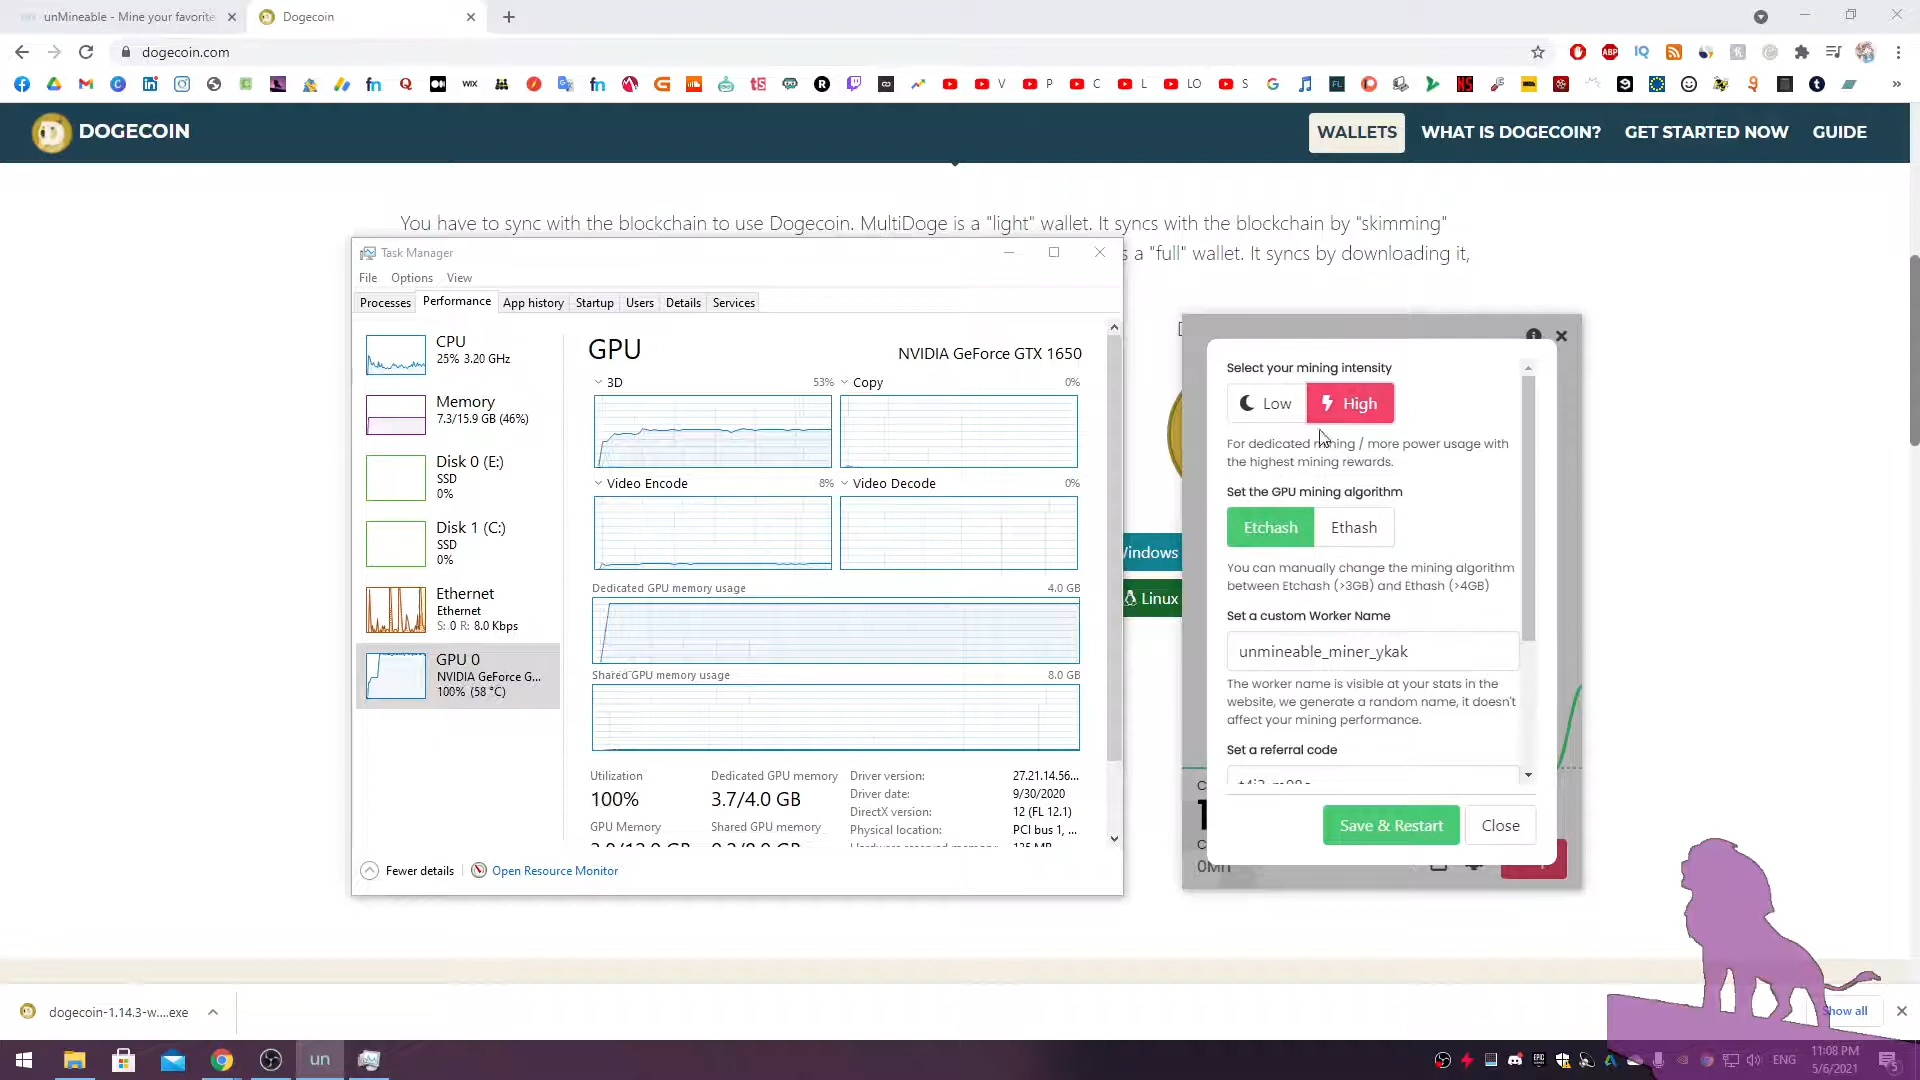 unMineable - Mine your favorite
Dogecoin
dogecoin.com
ABP
IQ
fn
Q
WIX
fn
G
tS
R
V
P
C
L
LO
S
G
FL
NS
t
DOGECOIN
WALLETS
WHAT IS DOGECOIN?
GET STARTED NOW
GUIDE
You have to sync with the blockchain to use Dogecoin. MultiDoge is a "light" wallet. It syncs with the blockchain by "skimming"
s a "full" wallet. It syncs by downloading it,
Task Manager
File Options View
Processes Performance App history Startup Users Details Services
CPU
25% 3.20 GHz
Memory
7.3/15.9 GB (46%)
Disk 0 (E:)
SSD
0%
Disk 1 (C:)
SSD
0%
Ethernet
Ethernet
S: 0 R: 8.0 Kbps
GPU 0
NVIDIA GeForce G...
100% (58 °C)
GPU
NVIDIA GeForce GTX 1650
3D 53%
Copy 0%
Video Encode 8%
Video Decode 0%
Dedicated GPU memory usage 4.0 GB
Shared GPU memory usage 8.0 GB
Utilization
100%
Dedicated GPU memory
3.7/4.0 GB
GPU Memory
Shared GPU memory
Driver version: 27.21.14.56...
Driver date: 9/30/2020
DirectX version: 12 (FL 12.1)
Physical location: PCI bus 1, ...
Fewer details
Open Resource Monitor
Windows
Linux
Select your mining intensity
Low
High
For dedicated mining / more power usage with
the highest mining rewards.
Set the GPU mining algorithm
Etchash
Ethash
You can manually change the mining algorithm
between Etchash (>3GB) and Ethash (>4GB)
Set a custom Worker Name
unmineable_miner_ykak
The worker name is visible at your stats in the
website, we generate a random name, it doesn't
affect your mining performance.
Set a referral code
Save & Restart
Close
dogecoin-1.14.3-w....exe
Show all
un
ENG
11:08 PM
5/6/2021
5